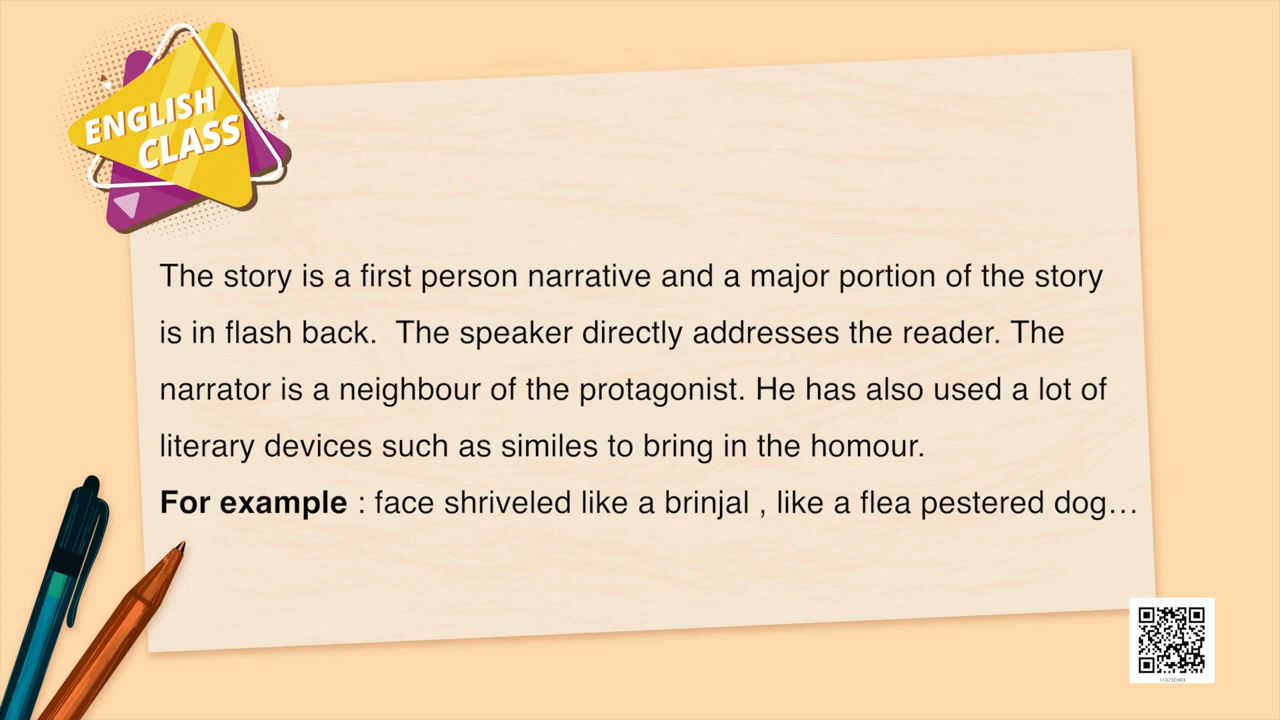 ENGLISH
CLASS
The story is a first person narrative and a major portion of the story
is in flash back.  The speaker directly addresses the reader. The
narrator is a neighbour of the protagonist. He has also used a lot of
literary devices such as similes to bring in the homour.
For example : face shriveled like a brinjal , like a flea pestered dog…
11073CH03